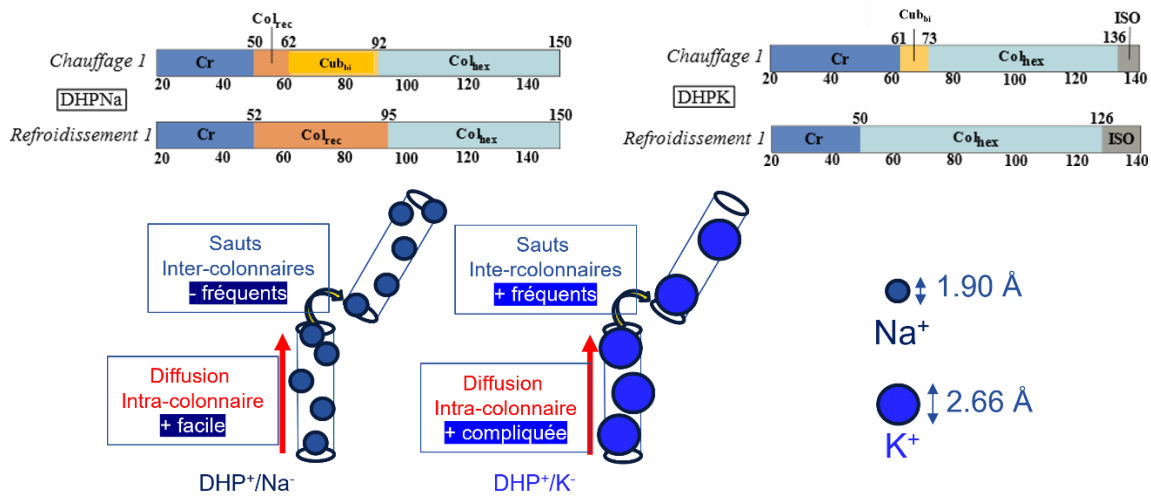 Col_rec
50 62 92 150
Chauffage 1 Cr Cub_bi Col_hex
20 40 60 80 100 120 140
DHPNa
52 95 150
Refroidissement 1 Cr Col_rec Col_hex
20 40 60 80 100 120 140
Cub_bi ISO
61 73 136
Chauffage 1 Cr Col_hex
20 40 60 80 100 120 140
DHPK
50 126
Refroidissement 1 Cr Col_hex ISO
20 40 60 80 100 120 140
Sauts
Inter-colonnaires
- fréquents
Diffusion
Intra-colonnaire
+ facile
DHP⁺/Na⁻
Sauts
Inte-rcolonnaires
+ fréquents
Diffusion
Intra-colonnaire
+ compliquée
DHP⁺/K⁻
1.90 Å
Na⁺
2.66 Å
K⁺